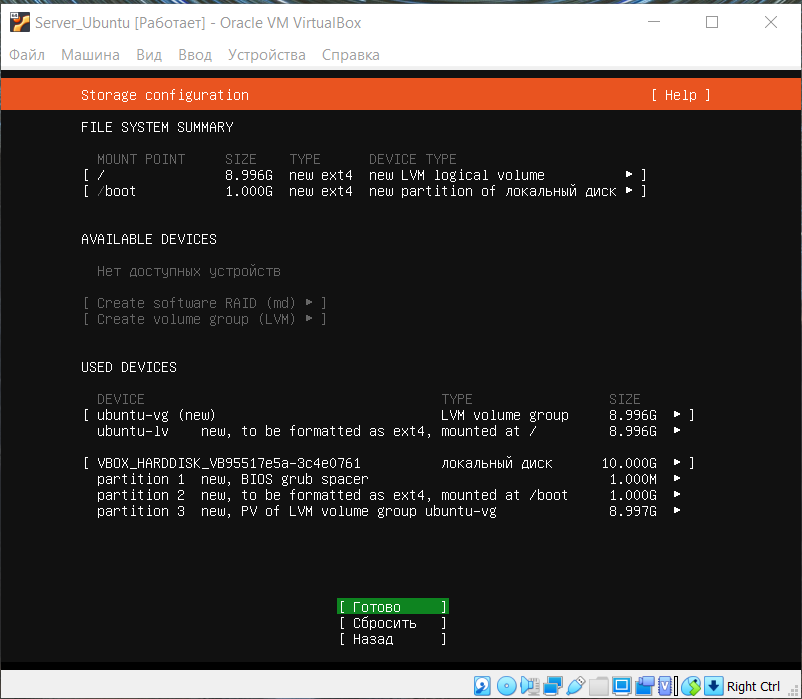 Server_Ubuntu [Работает] - Oracle VM VirtualBox
Файл Машина Вид Ввод Устройства Справка
Storage configuration [ Help ]
FILE SYSTEM SUMMARY
MOUNT POINT SIZE TYPE DEVICE TYPE
[ / 8.996G new ext4 new LVM logical volume ▸ ]
[ /boot 1.000G new ext4 new partition of локальный диск ▸ ]
AVAILABLE DEVICES
Нет доступных устройств
[ Create software RAID (md) ▸ ]
[ Create volume group (LVM) ▸ ]
USED DEVICES
DEVICE TYPE SIZE
[ ubuntu-vg (new) LVM volume group 8.996G ▸ ]
ubuntu-lv new, to be formatted as ext4, mounted at / 8.996G ▸
[ VBOX_HARDDISK_VB95517e5a-3c4e0761 локальный диск 10.000G ▸ ]
partition 1 new, BIOS grub spacer 1.000M ▸
partition 2 new, to be formatted as ext4, mounted at /boot 1.000G ▸
partition 3 new, PV of LVM volume group ubuntu-vg 8.997G ▸
[ Готово ]
[ Сбросить ]
[ Назад ]
Right Ctrl